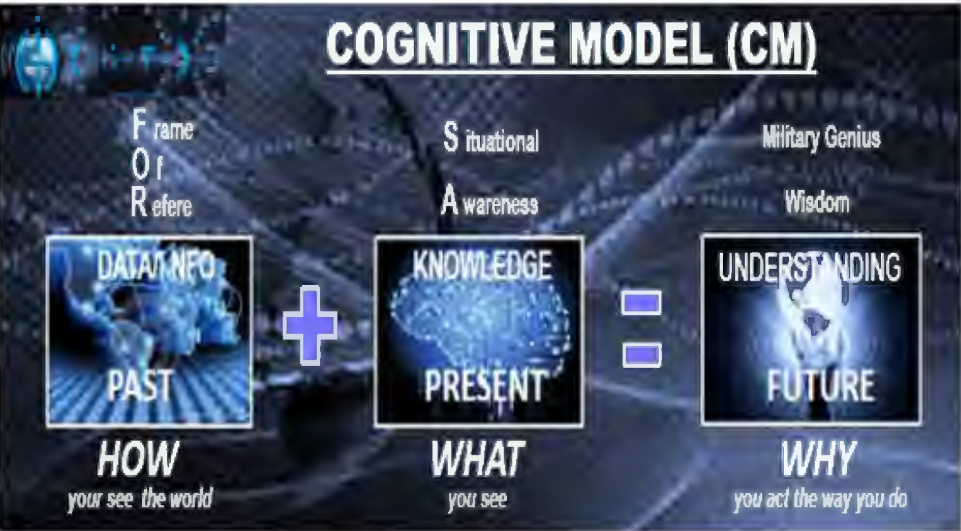 COGNITIVE MODEL (CM)
F rame
O f
R efere
S ituational
A wareness
Military Genius
Wisdom
DATA/INFO
PAST
+
KNOWLEDGE
PRESENT
=
UNDERSTANDING
FUTURE
HOW
your see the world
WHAT
you see
WHY
you act the way you do